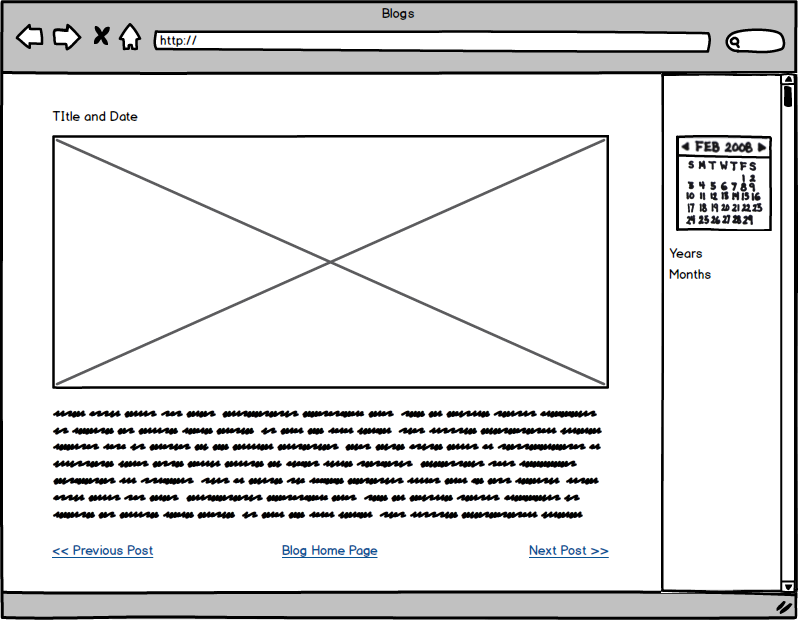 Blogs
http://
TItle and Date
FEB 2008
S M T W T F S
1 2
3 4 5 6 7 8 9
10 11 12 13 14 15 16
17 18 19 20 21 22 23
24 25 26 27 28 29
Years
Months
<< Previous Post Blog Home Page Next Post >>